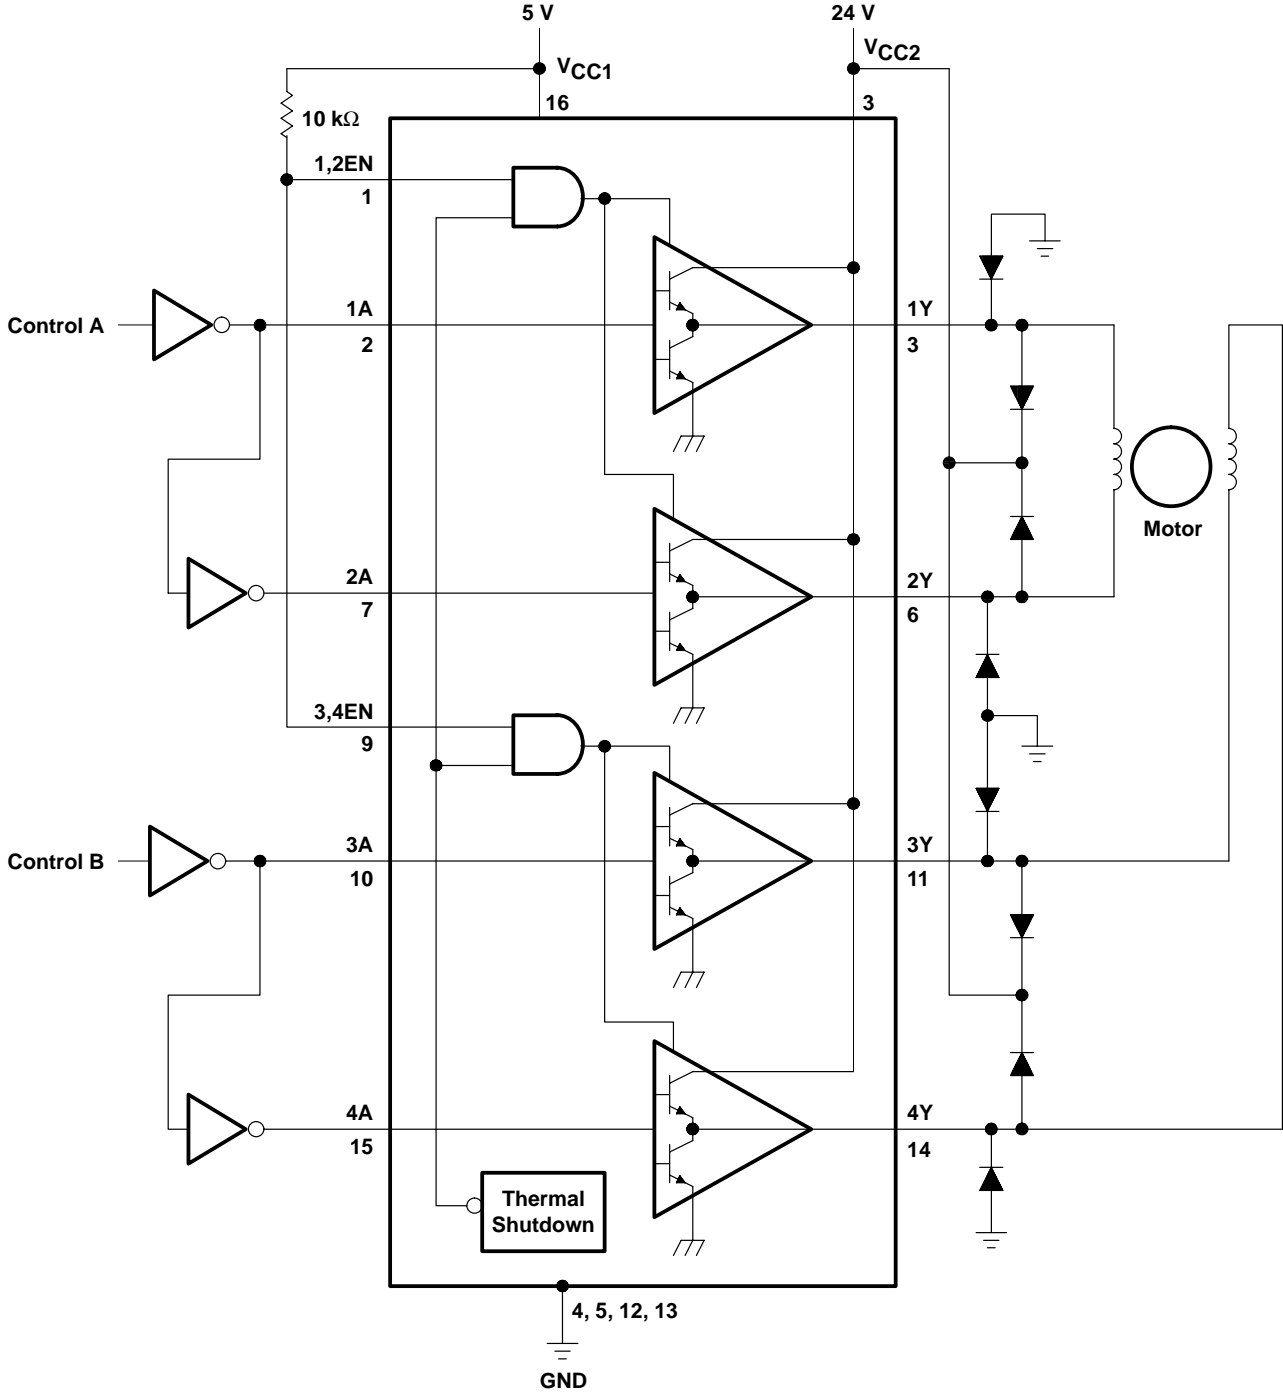 5 V
24 V
VCC1
VCC2
16
3
10 kΩ
1,2EN
1
Control A
1A
2
1Y
3
2A
7
2Y
6
Motor
3,4EN
9
Control B
3A
10
3Y
11
4A
15
4Y
14
Thermal
Shutdown
4, 5, 12, 13
GND